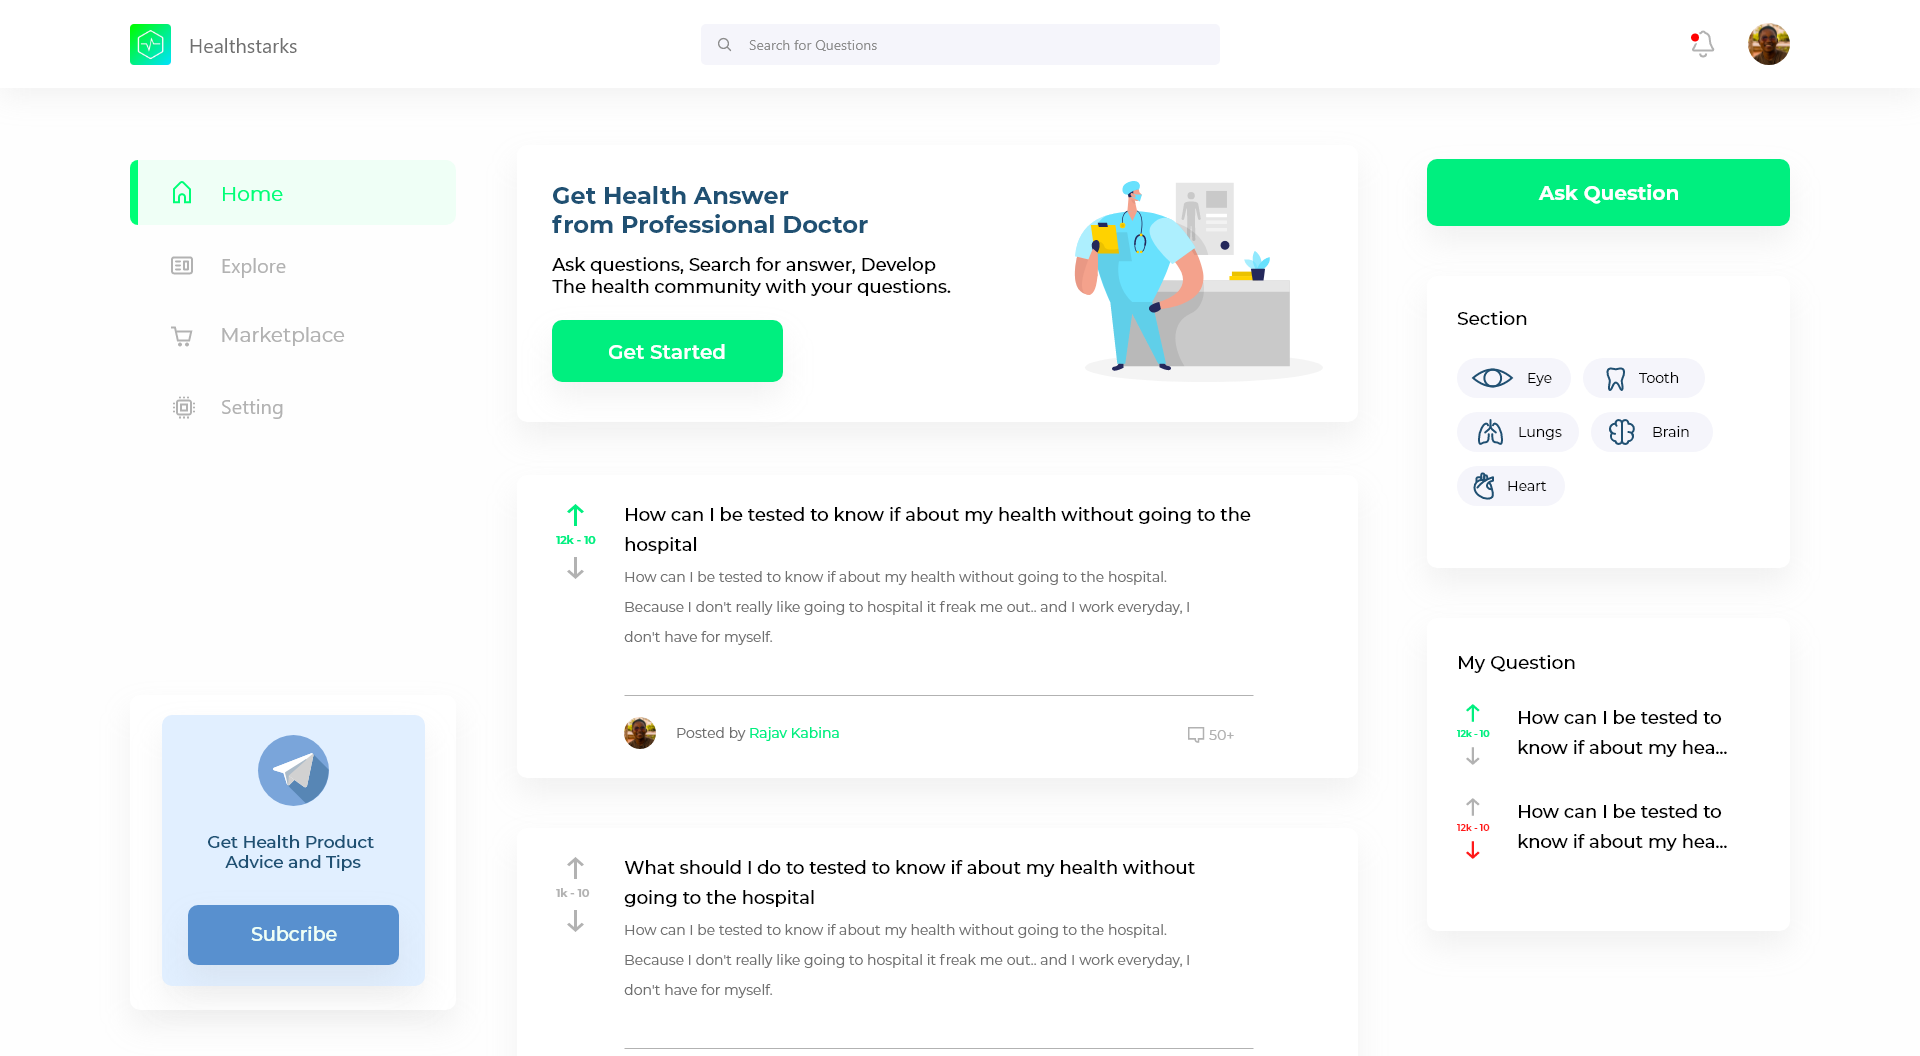 Healthstarks
Search for Questions
Home
Explore
Marketplace
Setting
Get Health Product
Advice and Tips
Subcribe
Get Health Answer
from Professional Doctor
Ask questions, Search for answer, Develop
The health community with your questions.
Get Started
12k - 10
How can I be tested to know if about my health without going to the
hospital
How can I be tested to know if about my health without going to the hospital.
Because I don't really like going to hospital it freak me out.. and I work everyday, I
don't have for myself.
Posted by Rajav Kabina
50+
1k - 10
What should I do to tested to know if about my health without
going to the hospital
How can I be tested to know if about my health without going to the hospital.
Because I don't really like going to hospital it freak me out.. and I work everyday, I
don't have for myself.
Ask Question
Section
Eye
Tooth
Lungs
Brain
Heart
My Question
12k - 10
How can I be tested to
know if about my hea...
12k - 10
How can I be tested to
know if about my hea...